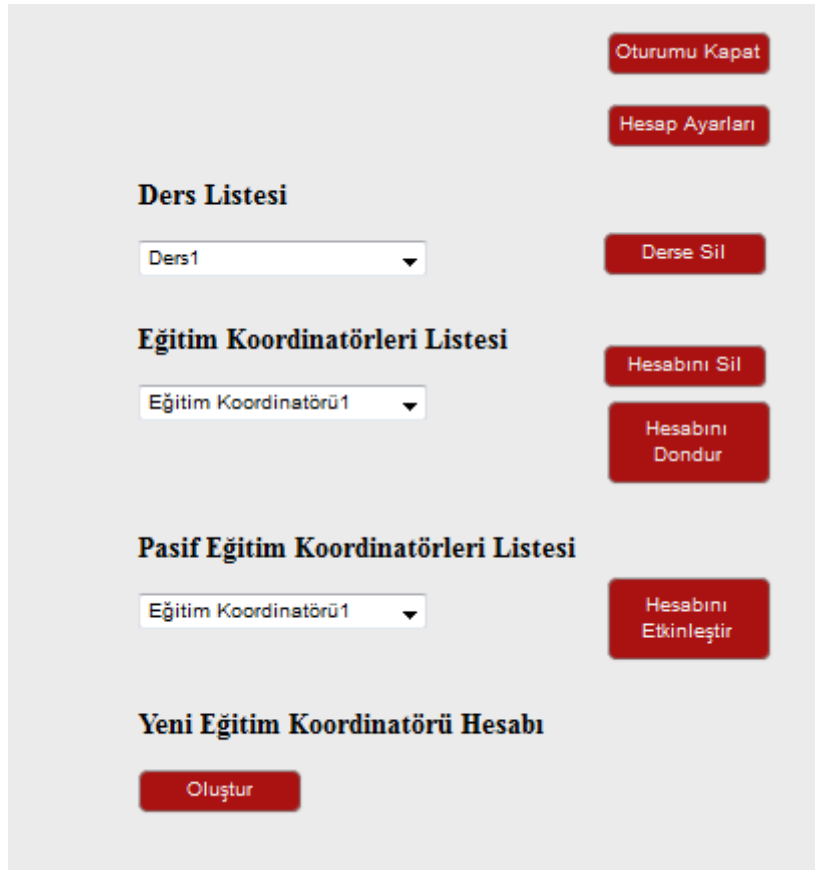 Oturumu Kapat
Hesap Ayarları
Ders Listesi
Ders1
Derse Sil
Eğitim Koordinatörleri Listesi
Hesabını Sil
Eğitim Koordinatörü1
Hesabını
Dondur
Pasif Eğitim Koordinatörleri Listesi
Eğitim Koordinatörü1
Hesabını
Etkinleştir
Yeni Eğitim Koordinatörü Hesabı
Oluştur